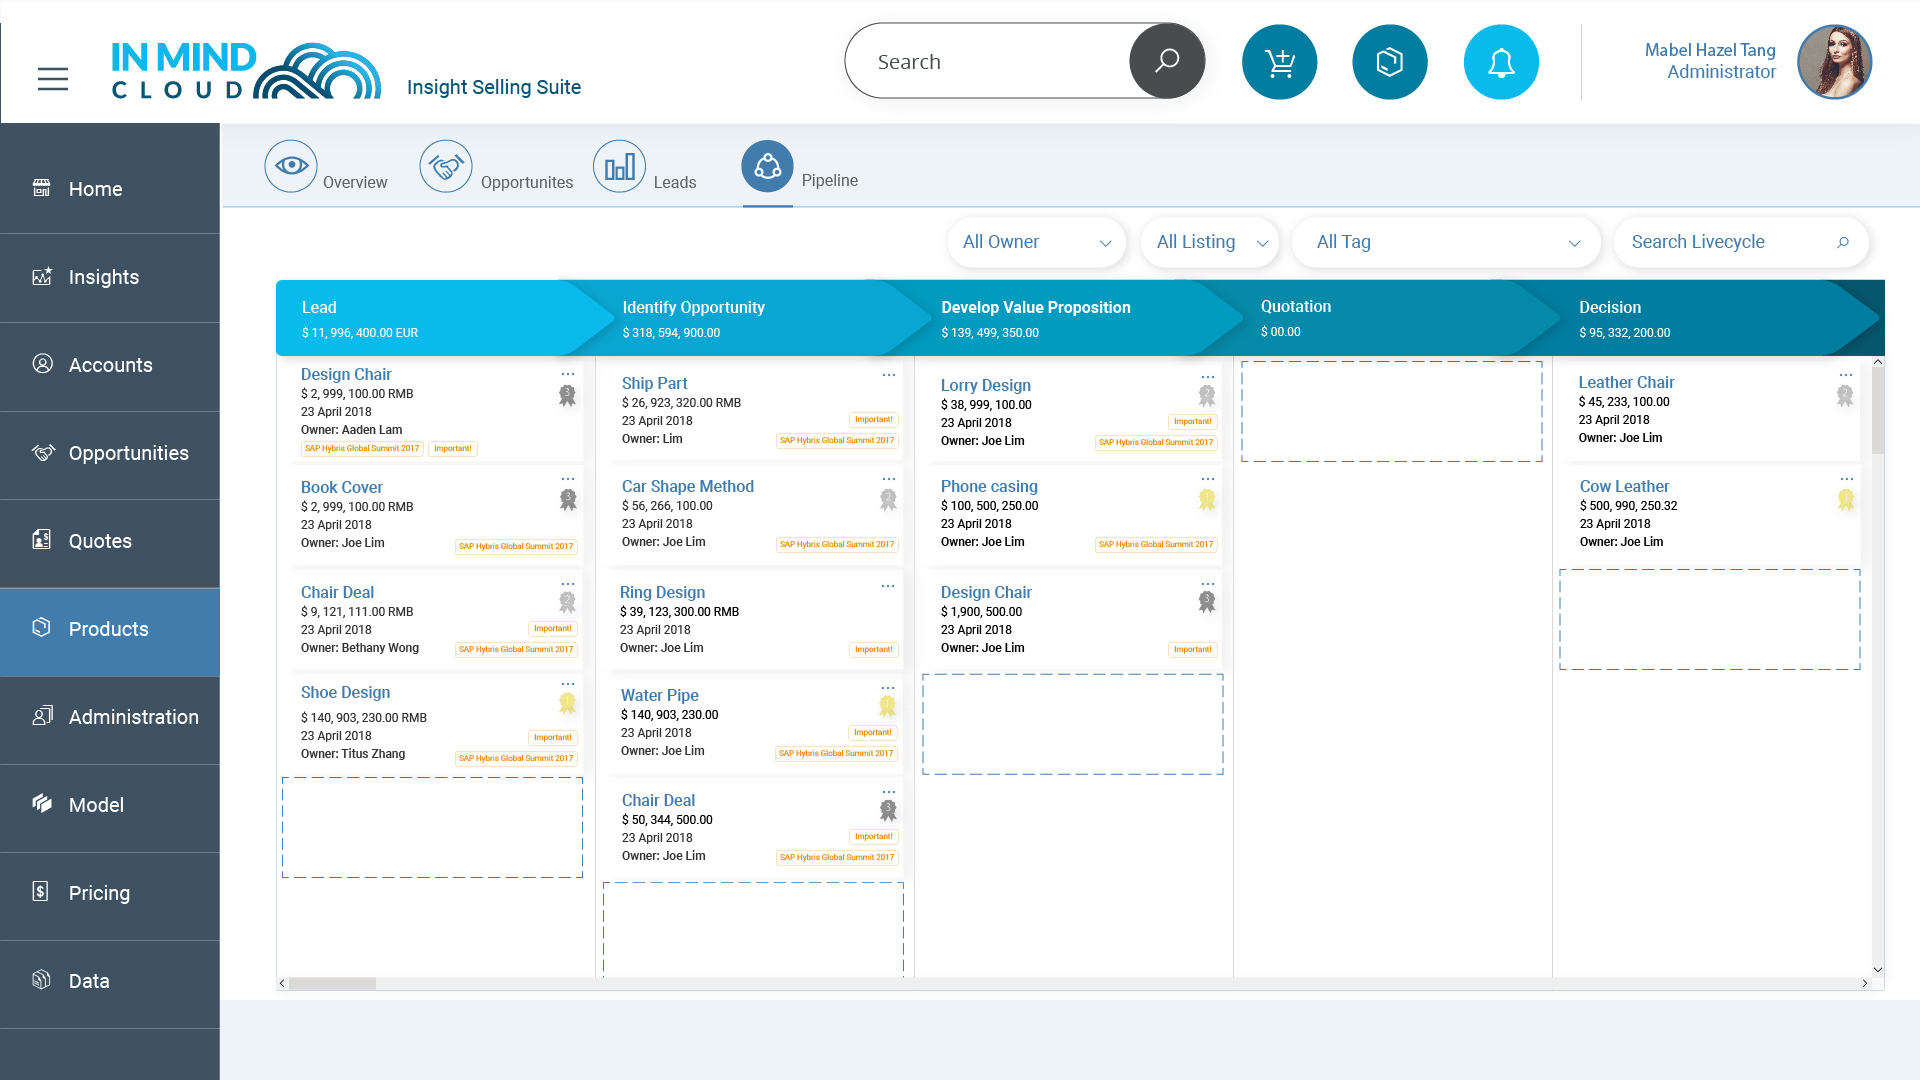 IN MIND
CLOUD
Insight Selling Suite
Search
Mabel Hazel Tang
Administrator
Home
Insights
Accounts
Opportunities
Quotes
Products
Administration
Model
Pricing
Data
Overview
Opportunites
Leads
Pipeline
All Owner
All Listing
All Tag
Search Livecycle
Lead
$ 11, 996, 400.00 EUR
Identify Opportunity
$ 318, 594, 900.00
Develop Value Proposition
$ 139, 499, 350.00
Quotation
$ 00.00
Decision
$ 95, 332, 200.00
Design Chair
$ 2, 999, 100.00 RMB
3
23 April 2018
Owner: Aaden Lam
SAP Hybris Global Summit 2017
Important!
Book Cover
$ 2, 999, 100.00 RMB
3
23 April 2018
Owner: Joe Lim
SAP Hybris Global Summit 2017
Chair Deal
$ 9, 121, 111.00 RMB
2
23 April 2018
Important!
Owner: Bethany Wong
SAP Hybris Global Summit 2017
Shoe Design
1
$ 140, 903, 230.00 RMB
23 April 2018
Important!
Owner: Titus Zhang
SAP Hybris Global Summit 2017
Ship Part
$ 26, 923, 320.00 RMB
23 April 2018
Important!
Owner: Lim
SAP Hybris Global Summit 2017
Car Shape Method
2
$ 56, 266, 100.00
23 April 2018
Owner: Joe Lim
SAP Hybris Global Summit 2017
Ring Design
$ 39, 123, 300.00 RMB
23 April 2018
Owner: Joe Lim
Important!
Water Pipe
1
$ 140, 903, 230.00
23 April 2018
Important!
Owner: Joe Lim
SAP Hybris Global Summit 2017
Chair Deal
3
$ 50, 344, 500.00
23 April 2018
Important!
Owner: Joe Lim
SAP Hybris Global Summit 2017
Lorry Design
2
$ 38, 999, 100.00
23 April 2018
Important!
Owner: Joe Lim
SAP Hybris Global Summit 2017
Phone casing
1
$ 100, 500, 250.00
23 April 2018
Owner: Joe Lim
SAP Hybris Global Summit 2017
Design Chair
3
$ 1,900, 500.00
23 April 2018
Owner: Joe Lim
Important!
Leather Chair
2
$ 45, 233, 100.00
23 April 2018
Owner: Joe Lim
Cow Leather
1
$ 500, 990, 250.32
23 April 2018
Owner: Joe Lim